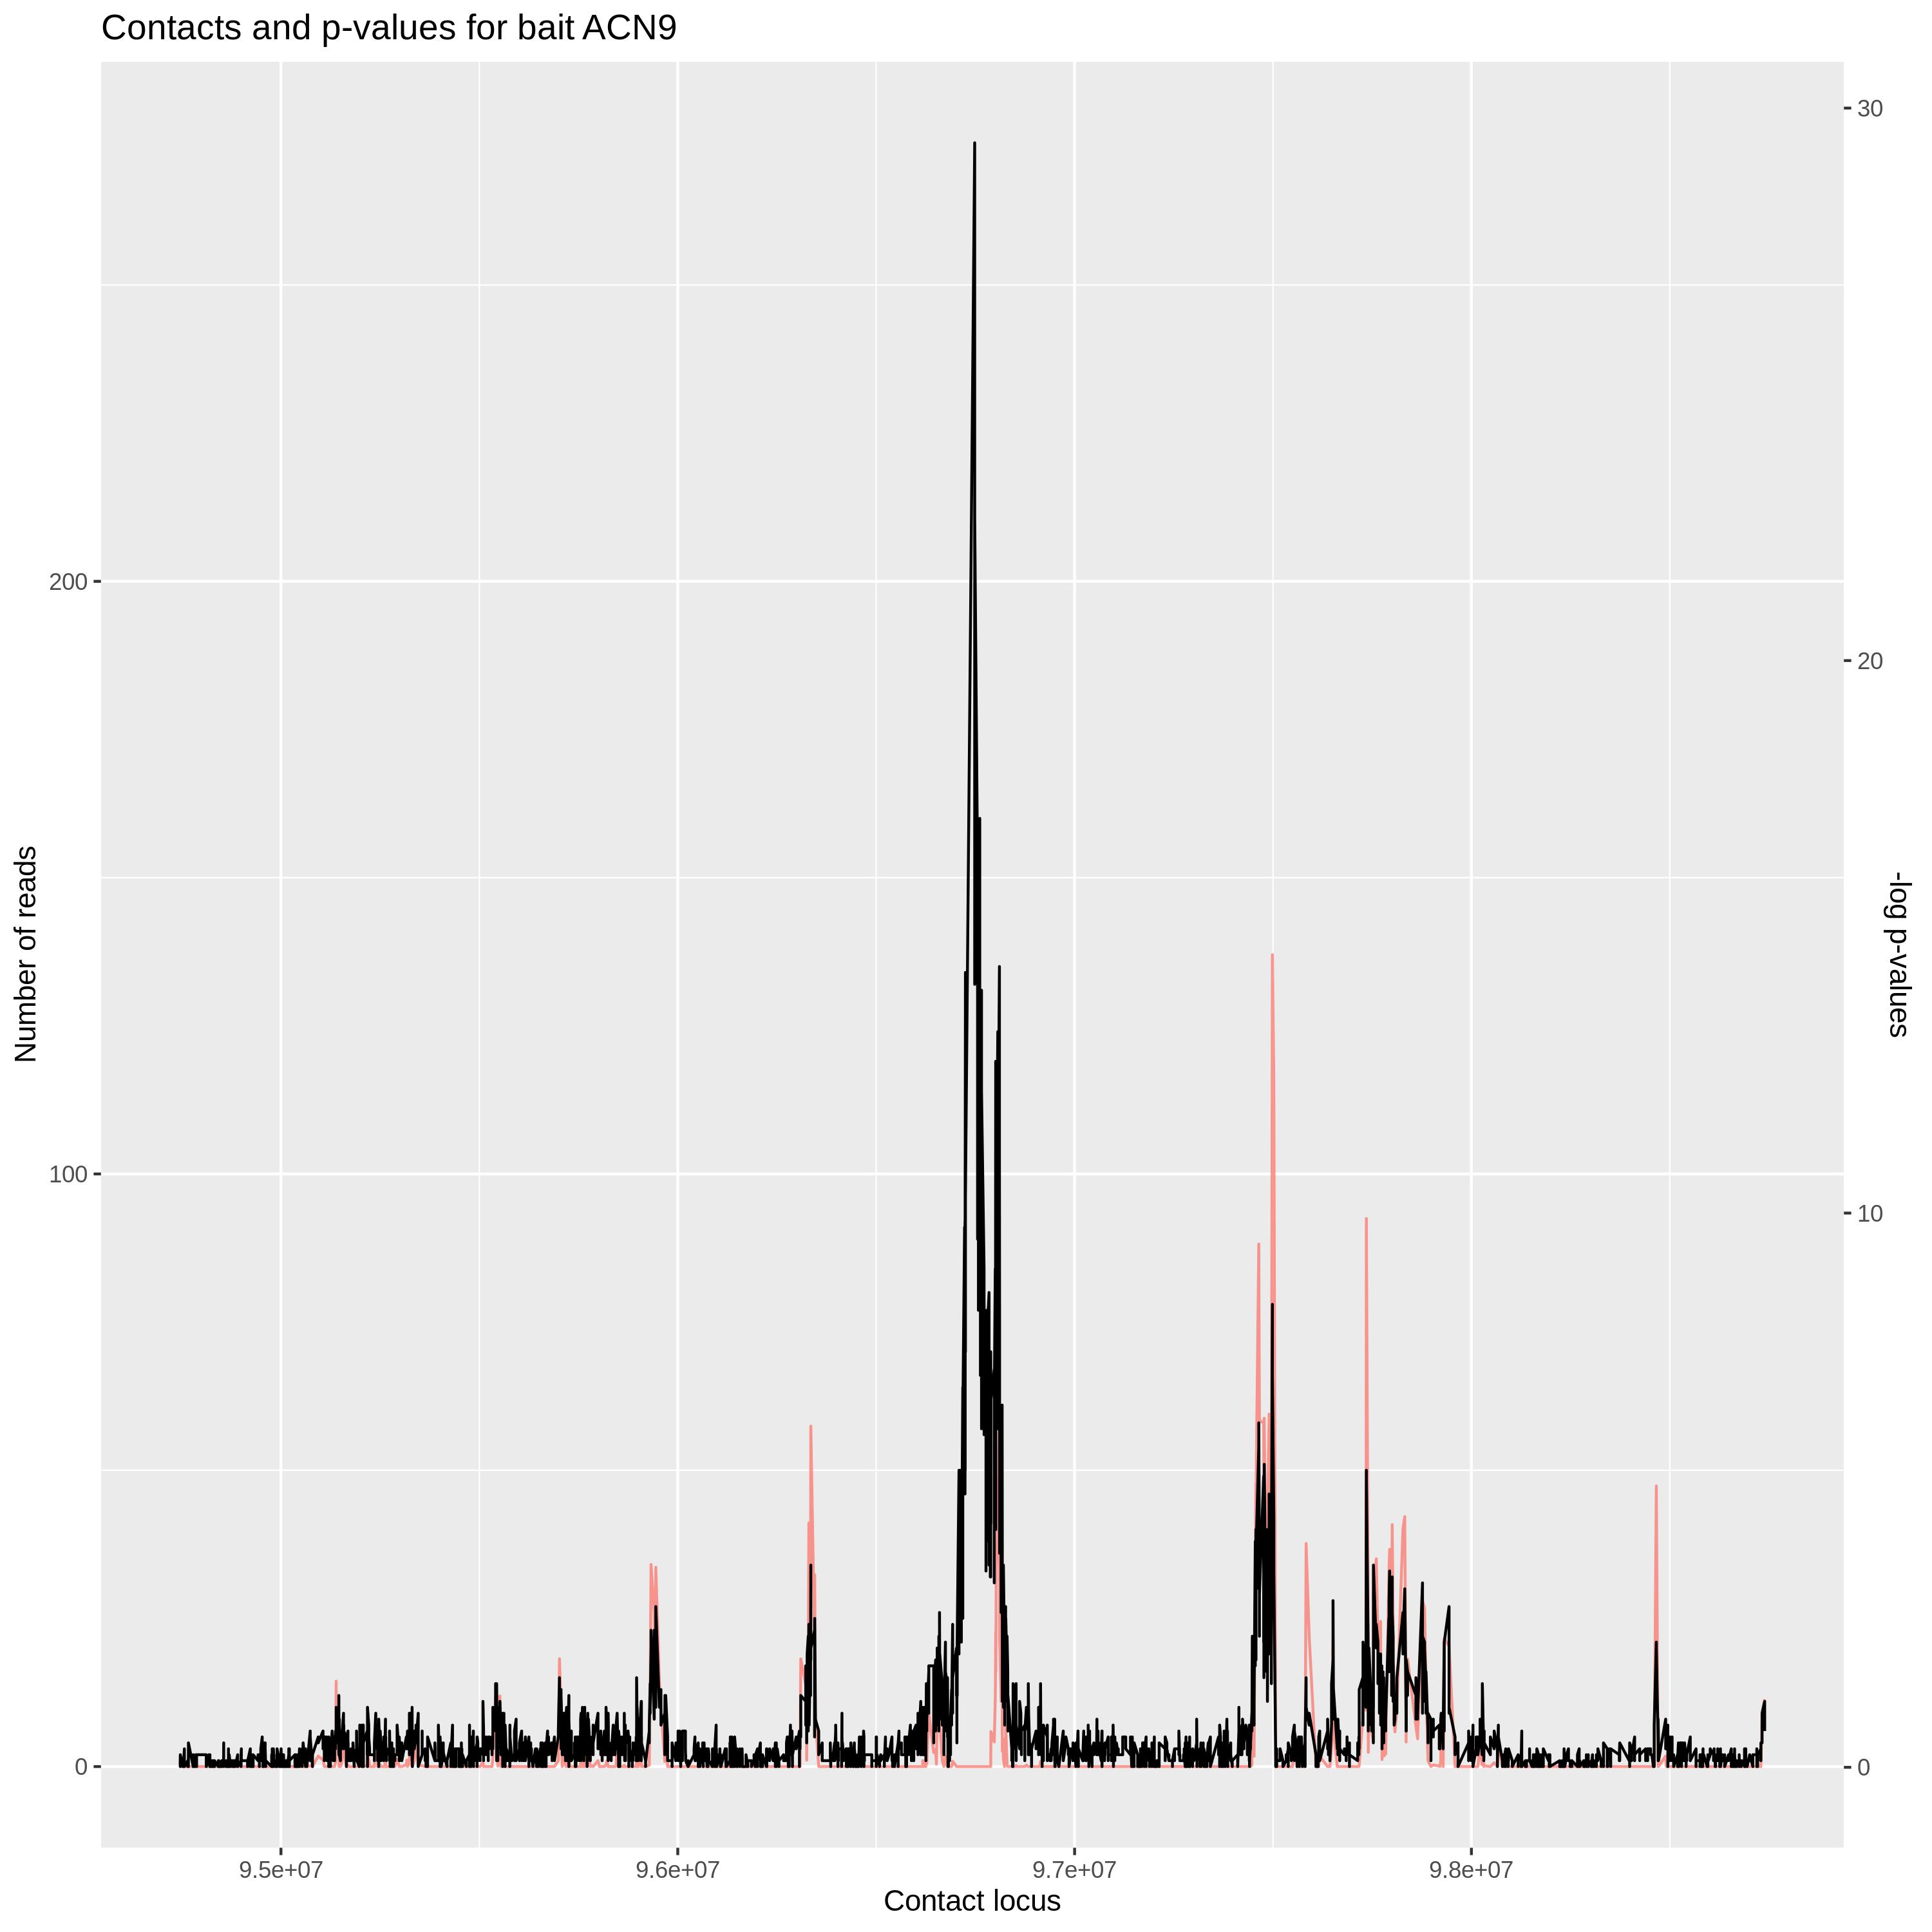 Contacts and p-values for bait ACN9
Number of reads
200
100
0
30
20
10
0
-log p-values
9.5e+07
9.6e+07
9.7e+07
9.8e+07
Contact locus